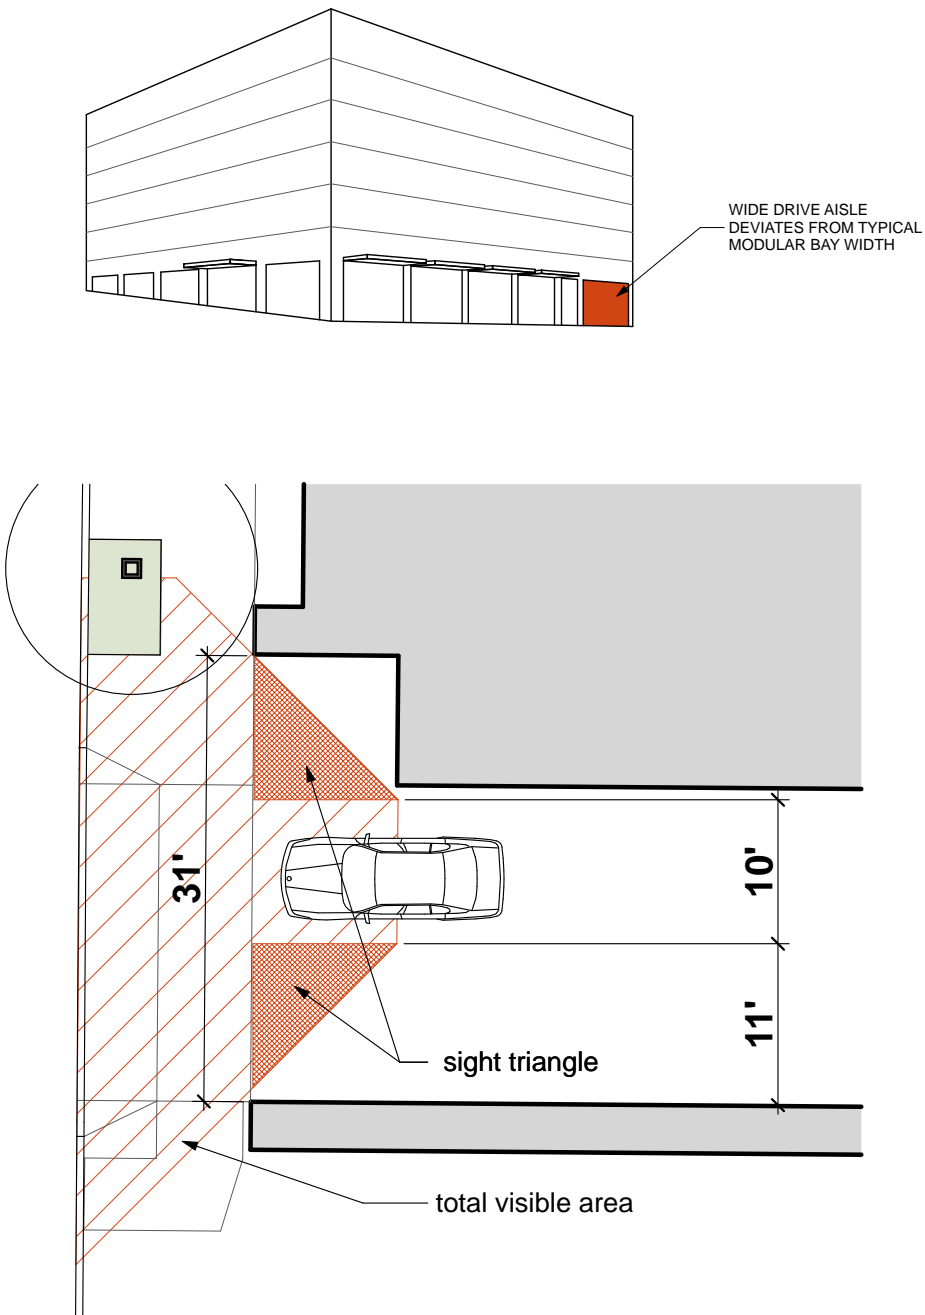 WIDE DRIVE AISLE
DEVIATES FROM TYPICAL
MODULAR BAY WIDTH
31'
10'
11'
sight triangle
total visible area